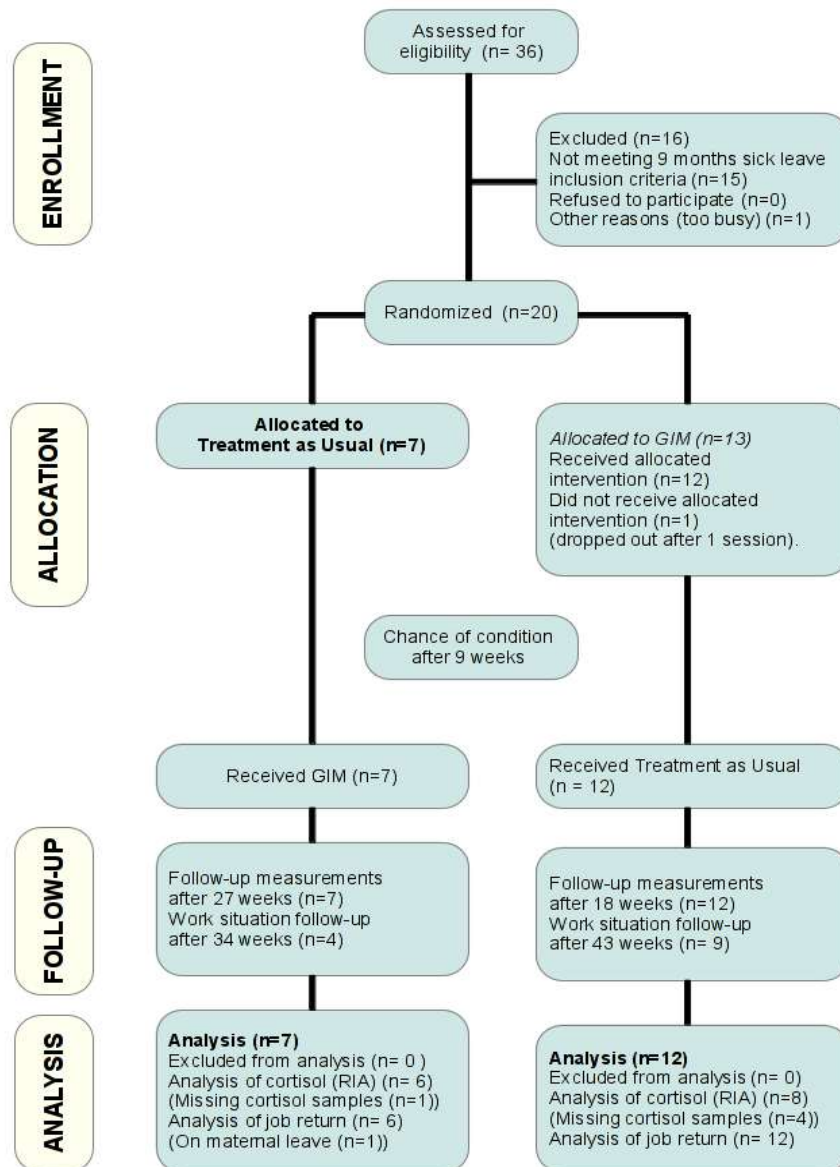 ENROLLMENT
Assessed for
eligibility (n= 36)
Excluded (n=16)
Not meeting 9 months sick leave
inclusion criteria (n=15)
Refused to participate (n=0)
Other reasons (too busy) (n=1)
Randomized  (n=20)
ALLOCATION
Allocated to
Treatment as Usual (n=7)
Allocated to GIM (n=13)
Received allocated
intervention (n=12)
Did not receive allocated
intervention (n=1)
(dropped out after 1 session).
Chance of condition
after 9 weeks
Received GIM (n=7)
Received Treatment as Usual
(n = 12)
FOLLOW-UP
Follow-up measurements
after 27 weeks (n=7)
Work situation follow-up
after 34 weeks (n=4)
Follow-up measurements
after 18 weeks (n=12)
Work situation follow-up
after 43 weeks (n= 9)
ANALYSIS
Analysis (n=7)
Excluded from analysis (n= 0 )
Analysis of cortisol (RIA) (n= 6)
(Missing cortisol samples (n=1))
Analysis of job return (n= 6)
(On maternal leave (n=1))
Analysis (n=12)
Excluded from analysis (n= 0)
Analysis of cortisol (RIA) (n=8)
(Missing cortisol samples (n=4))
Analysis of job return (n= 12)